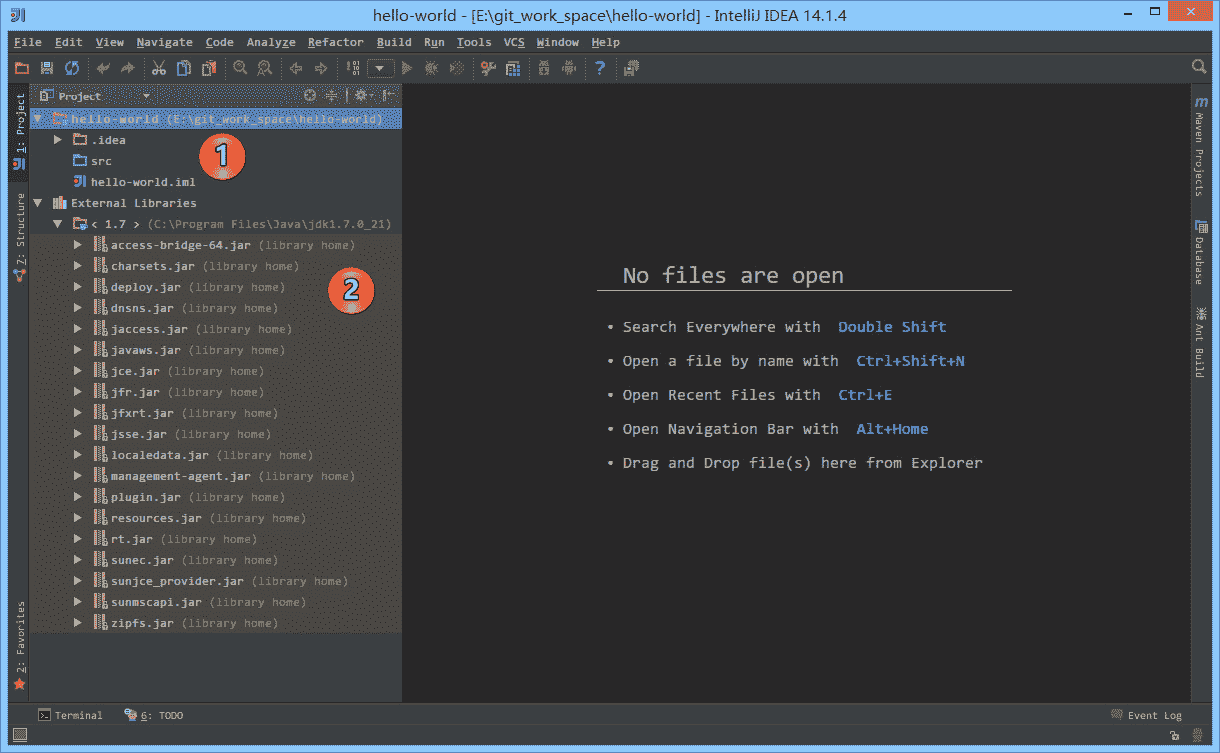 hello-world - [E:\git_work_space\hello-world] - IntelliJ IDEA 14.1.4
File Edit View Navigate Code Analyze Refactor Build Run Tools VCS Window Help
Project
1: Project
7: Structure
2: Favorites
hello-world (E:\git_work_space\hello-world)
.idea
1
src
hello-world.iml
External Libraries
< 1.7 > (C:\Program Files\Java\jdk1.7.0_21)
access-bridge-64.jar (library home)
charsets.jar (library home)
2
deploy.jar (library home)
dnsns.jar (library home)
jaccess.jar (library home)
javaws.jar (library home)
jce.jar (library home)
jfr.jar (library home)
jfxrt.jar (library home)
jsse.jar (library home)
localedata.jar (library home)
management-agent.jar (library home)
plugin.jar (library home)
resources.jar (library home)
rt.jar (library home)
sunec.jar (library home)
sunjce_provider.jar (library home)
sunmscapi.jar (library home)
zipfs.jar (library home)
No files are open
• Search Everywhere with Double Shift
• Open a file by name with Ctrl+Shift+N
• Open Recent Files with Ctrl+E
• Open Navigation Bar with Alt+Home
• Drag and Drop file(s) here from Explorer
m
Maven Projects
Database
Ant Build
Terminal
6: TODO
Event Log